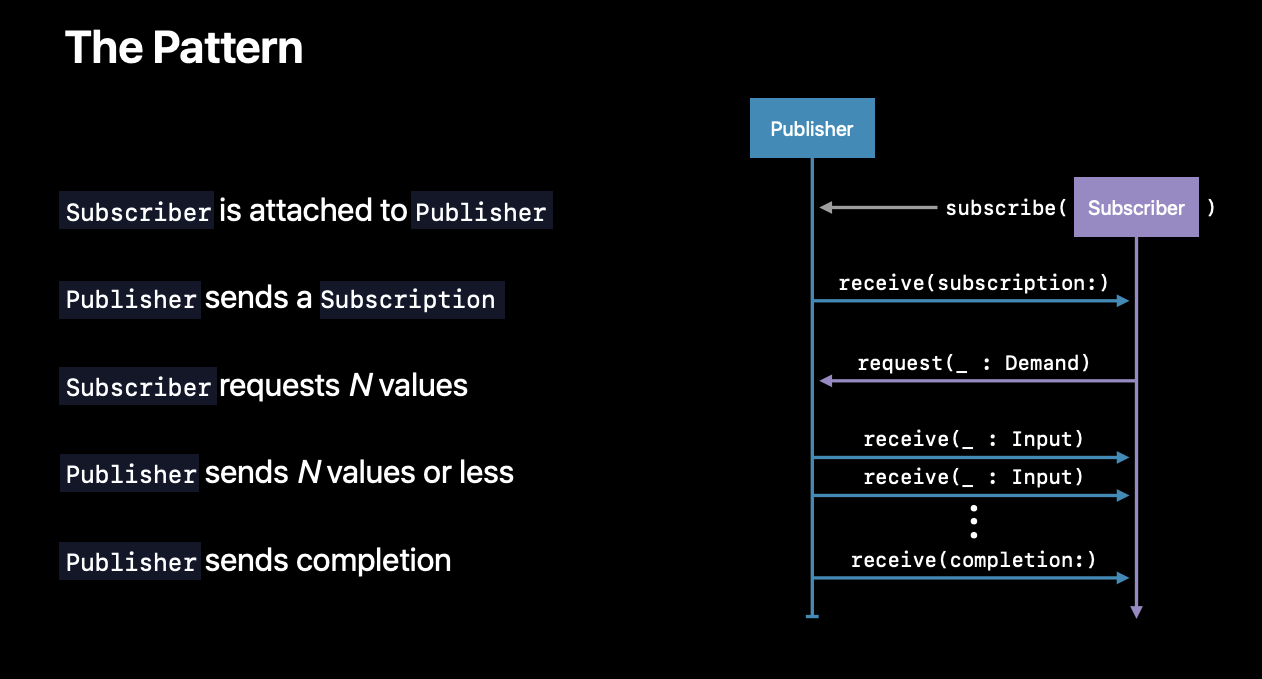 The Pattern
Subscriber is attached to Publisher
Publisher sends a Subscription
Subscriber requests N values
Publisher sends N values or less
Publisher sends completion
Publisher
subscribe( Subscriber )
receive(subscription:)
request(_ : Demand)
receive(_ : Input)
receive(_ : Input)
receive(completion:)